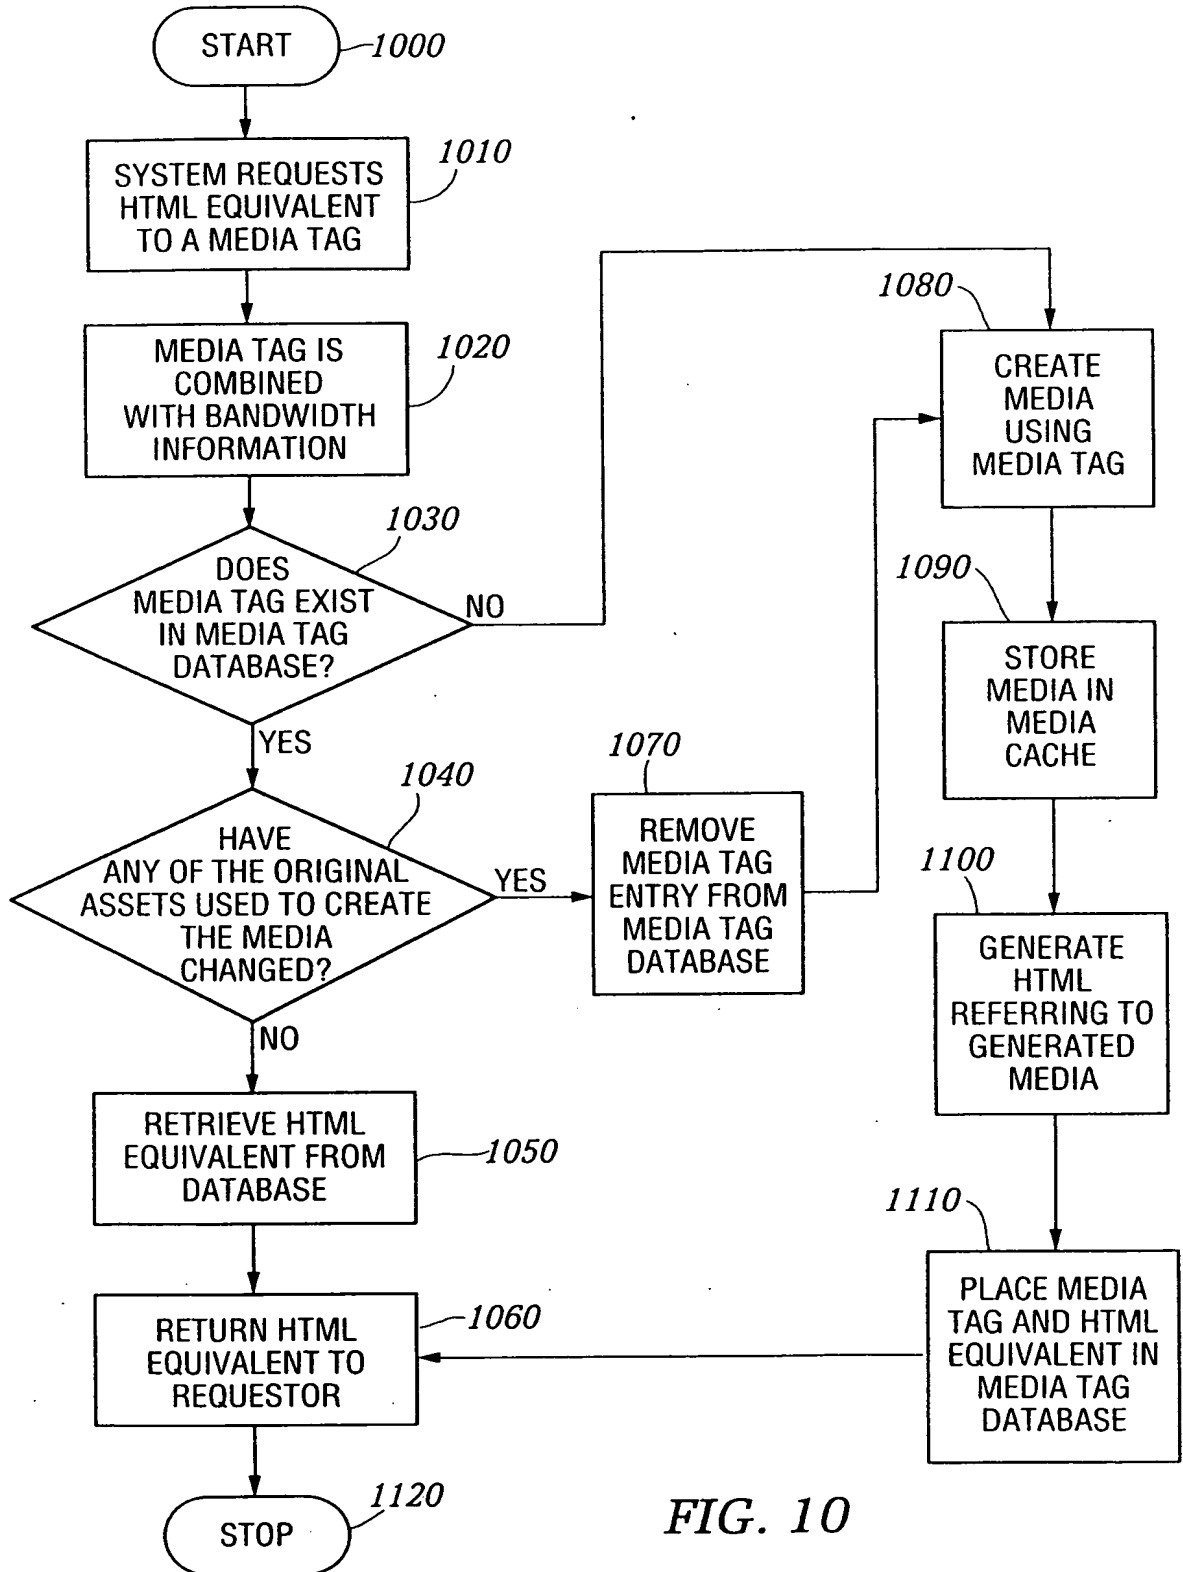 START
1000
SYSTEM REQUESTS
HTML EQUIVALENT
TO A MEDIA TAG
1010
MEDIA TAG IS
COMBINED
WITH BANDWIDTH
INFORMATION
1020
DOES
MEDIA TAG EXIST
IN MEDIA TAG
DATABASE?
1030
NO
YES
HAVE
ANY OF THE ORIGINAL
ASSETS USED TO CREATE
THE MEDIA
CHANGED?
1040
YES
NO
RETRIEVE HTML
EQUIVALENT FROM
DATABASE
1050
RETURN HTML
EQUIVALENT TO
REQUESTOR
1060
STOP
1120
1070
REMOVE
MEDIA TAG
ENTRY FROM
MEDIA TAG
DATABASE
1080
CREATE
MEDIA
USING
MEDIA TAG
1090
STORE
MEDIA IN
MEDIA
CACHE
1100
GENERATE
HTML
REFERRING TO
GENERATED
MEDIA
1110
PLACE MEDIA
TAG AND HTML
EQUIVALENT IN
MEDIA TAG
DATABASE
FIG. 10